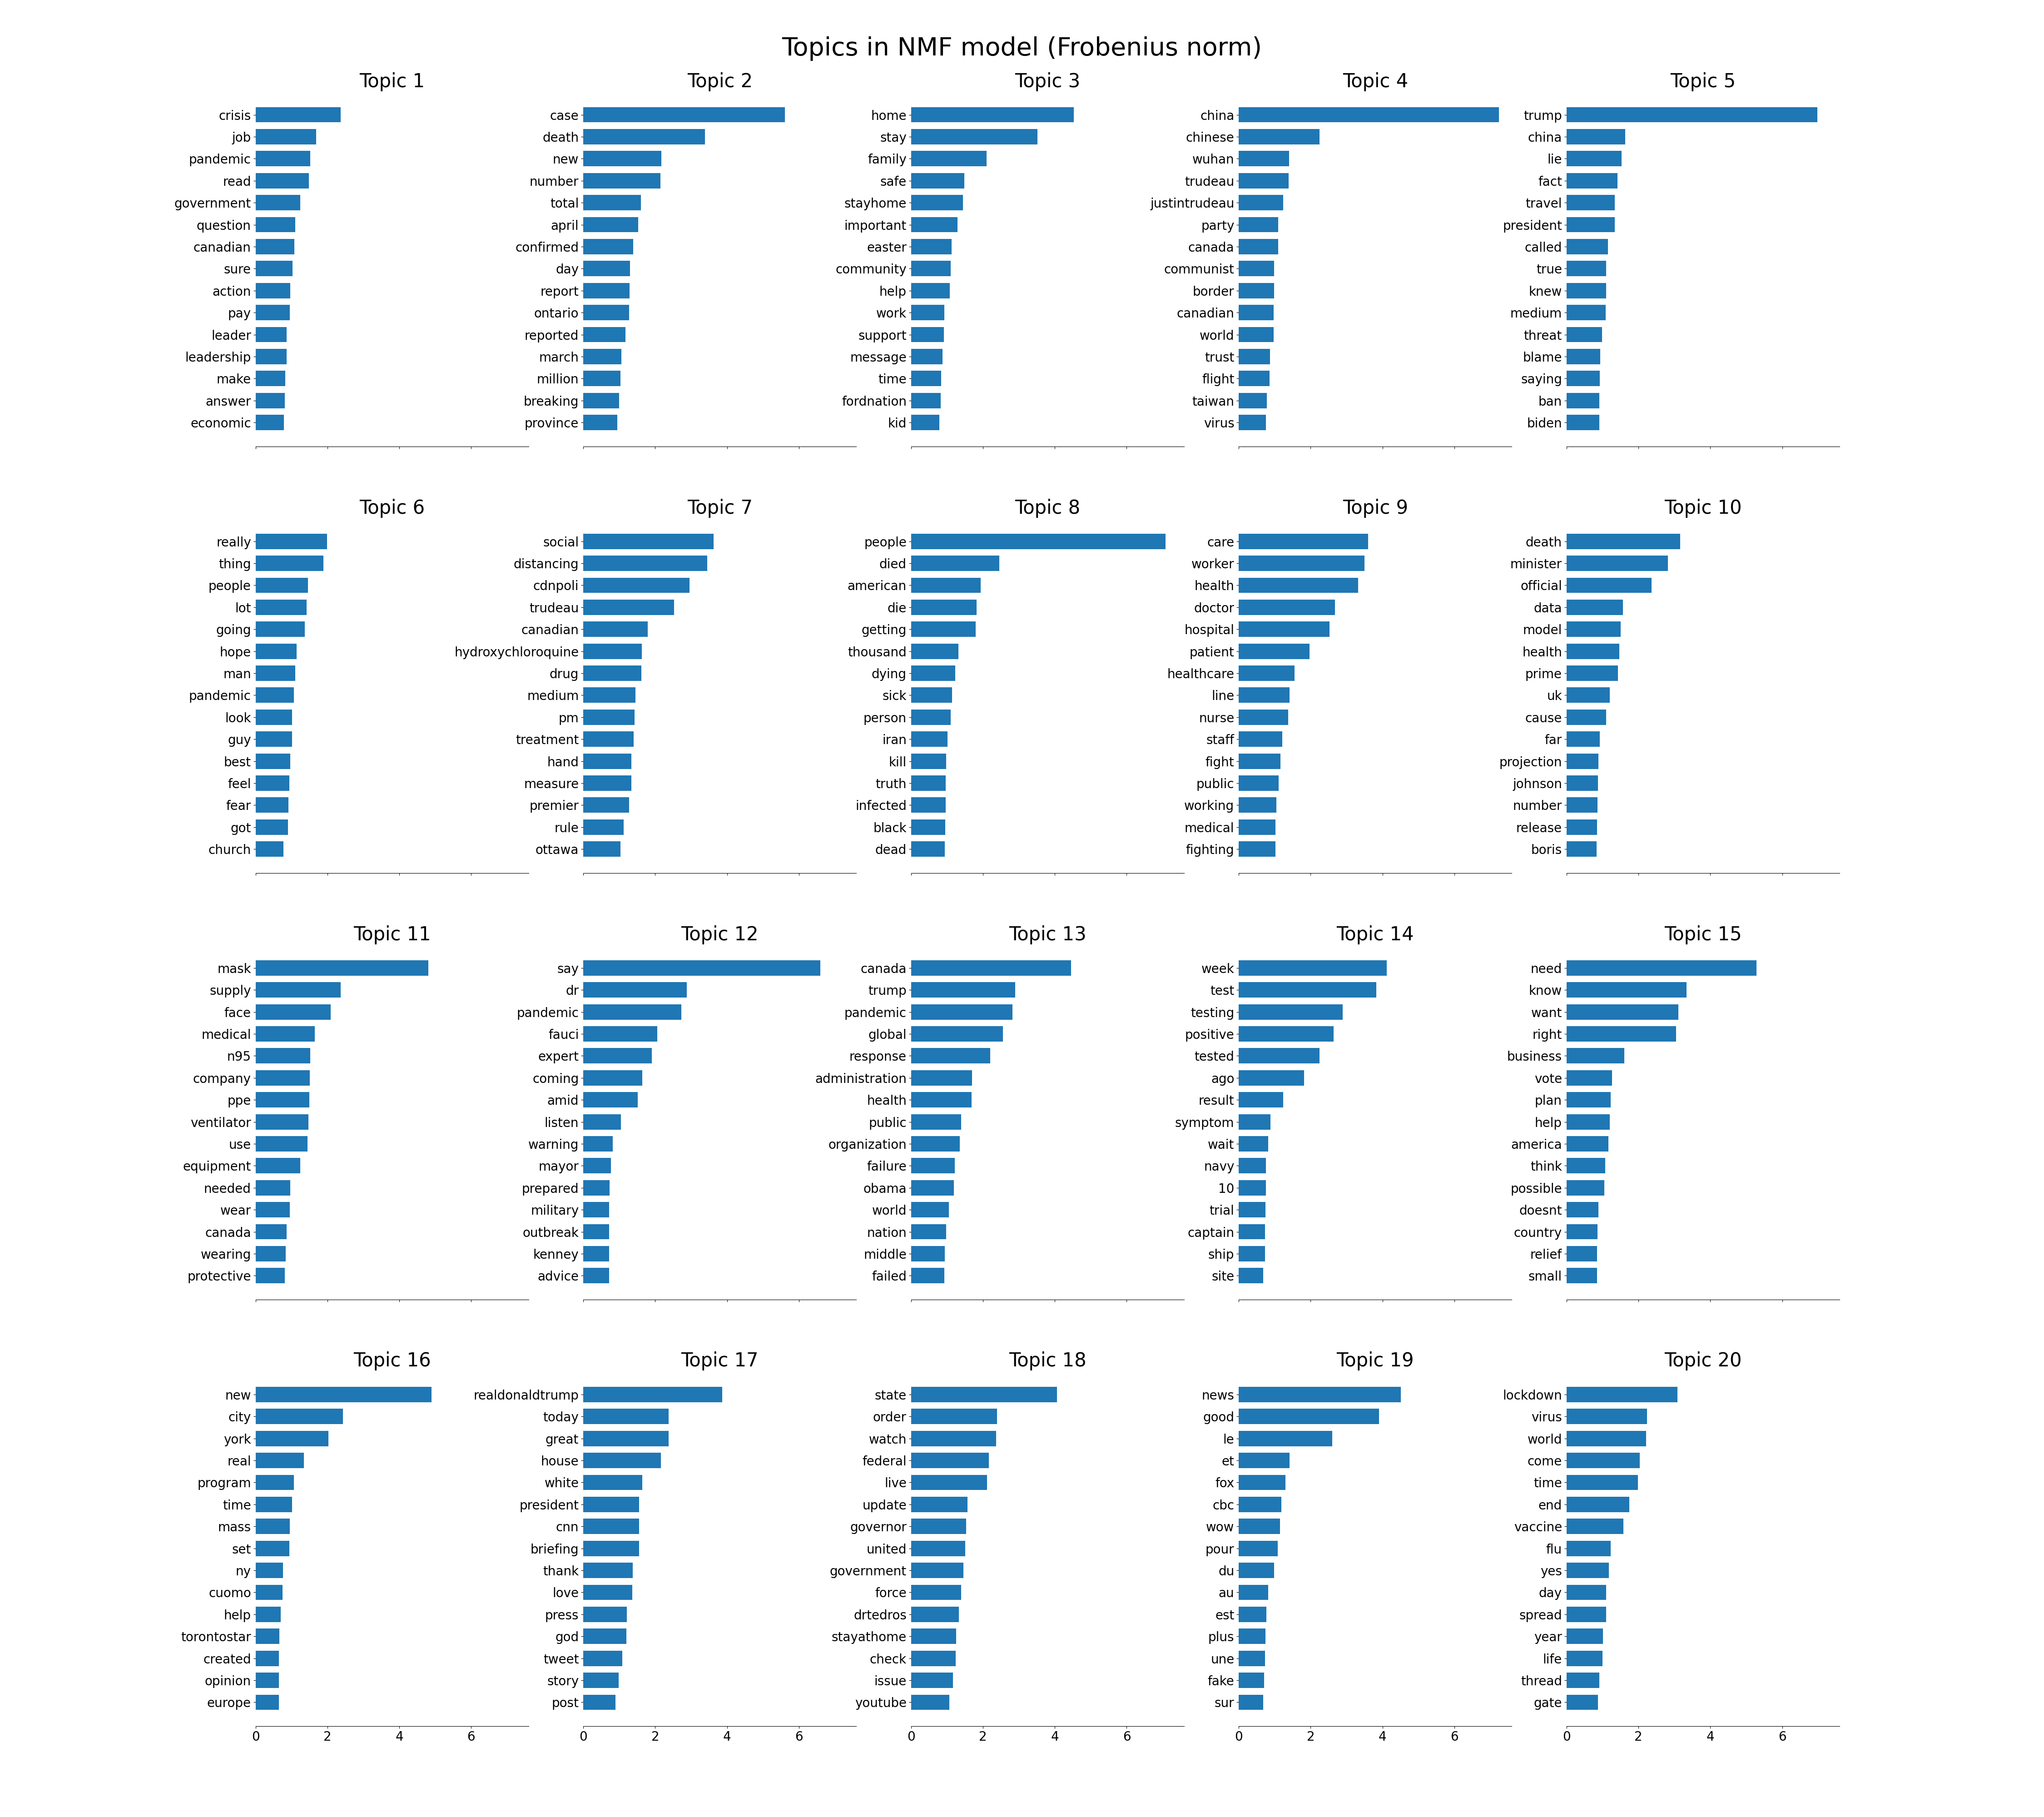 Topics in NMF model (Frobenius norm)
Topic 1
crisis
job
pandemic
read
government
question
canadian
sure
action
pay
leader
leadership
make
answer
economic
Topic 2
case
death
new
number
total
april
confirmed
day
report
ontario
reported
march
million
breaking
province
Topic 3
home
stay
family
safe
stayhome
important
easter
community
help
work
support
message
time
fordnation
kid
Topic 4
china
chinese
wuhan
trudeau
justintrudeau
party
canada
communist
border
canadian
world
trust
flight
taiwan
virus
Topic 5
trump
china
lie
fact
travel
president
called
true
knew
medium
threat
blame
saying
ban
biden
Topic 6
really
thing
people
lot
going
hope
man
pandemic
look
guy
best
feel
fear
got
church
Topic 7
social
distancing
cdnpoli
trudeau
canadian
hydroxychloroquine
drug
medium
pm
treatment
hand
measure
premier
rule
ottawa
Topic 8
people
died
american
die
getting
thousand
dying
sick
person
iran
kill
truth
infected
black
dead
Topic 9
care
worker
health
doctor
hospital
patient
healthcare
line
nurse
staff
fight
public
working
medical
fighting
Topic 10
death
minister
official
data
model
health
prime
uk
cause
far
projection
johnson
number
release
boris
Topic 11
mask
supply
face
medical
n95
company
ppe
ventilator
use
equipment
needed
wear
canada
wearing
protective
Topic 12
say
dr
pandemic
fauci
expert
coming
amid
listen
warning
mayor
prepared
military
outbreak
kenney
advice
Topic 13
canada
trump
pandemic
global
response
administration
health
public
organization
failure
obama
world
nation
middle
failed
Topic 14
week
test
testing
positive
tested
ago
result
symptom
wait
navy
10
trial
captain
ship
site
Topic 15
need
know
want
right
business
vote
plan
help
america
think
possible
doesnt
country
relief
small
Topic 16
new
city
york
real
program
time
mass
set
ny
cuomo
help
torontostar
created
opinion
europe
0 2 4 6
Topic 17
realdonaldtrump
today
great
house
white
president
cnn
briefing
thank
love
press
god
tweet
story
post
0 2 4 6
Topic 18
state
order
watch
federal
live
update
governor
united
government
force
drtedros
stayathome
check
issue
youtube
0 2 4 6
Topic 19
news
good
le
et
fox
cbc
wow
pour
du
au
est
plus
une
fake
sur
0 2 4 6
Topic 20
lockdown
virus
world
come
time
end
vaccine
flu
yes
day
spread
year
life
thread
gate
0 2 4 6